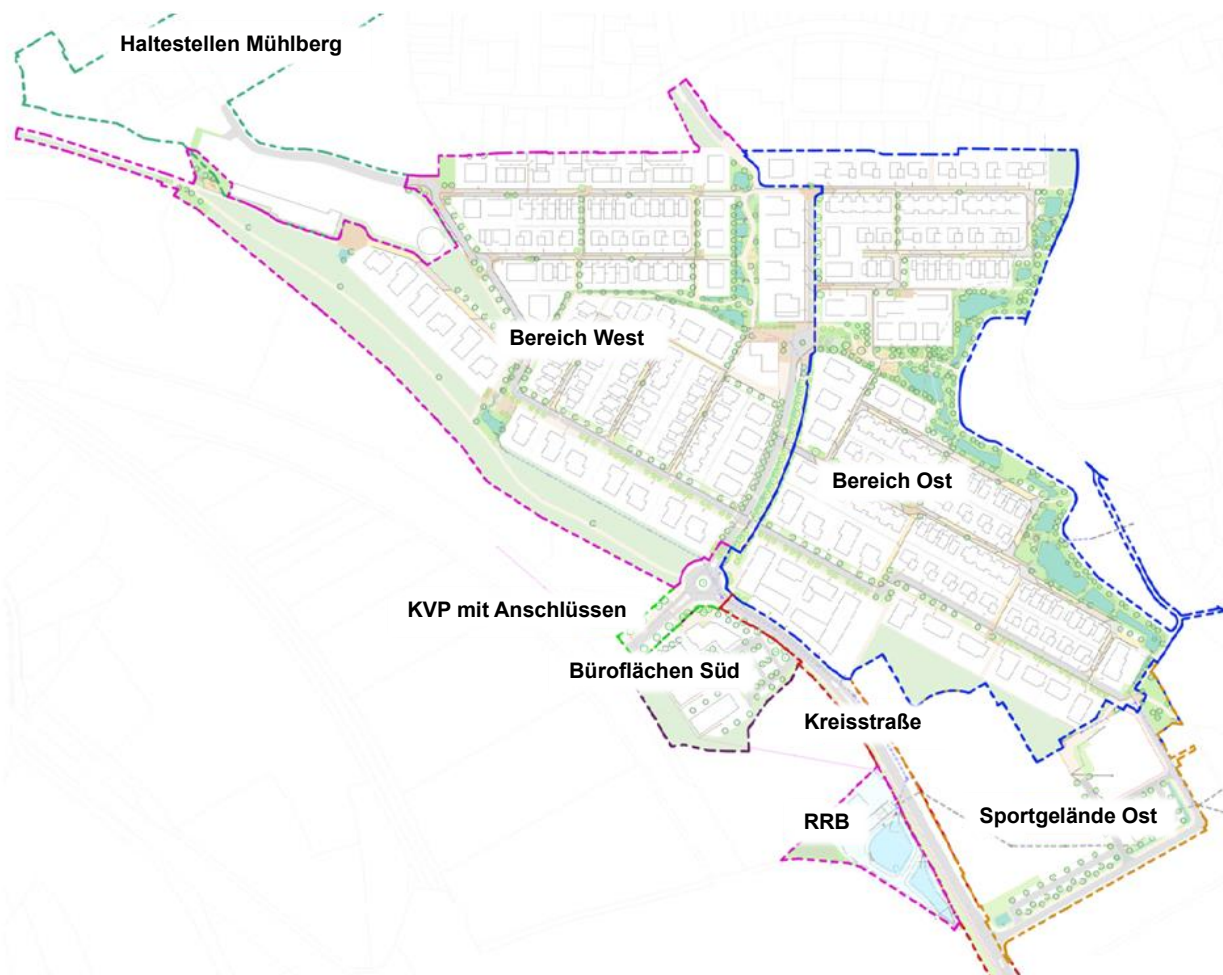 Haltestellen Mühlberg
Bereich West
Bereich Ost
KVP mit Anschlüssen
Büroflächen Süd
Kreisstraße
RRB
Sportgelände Ost